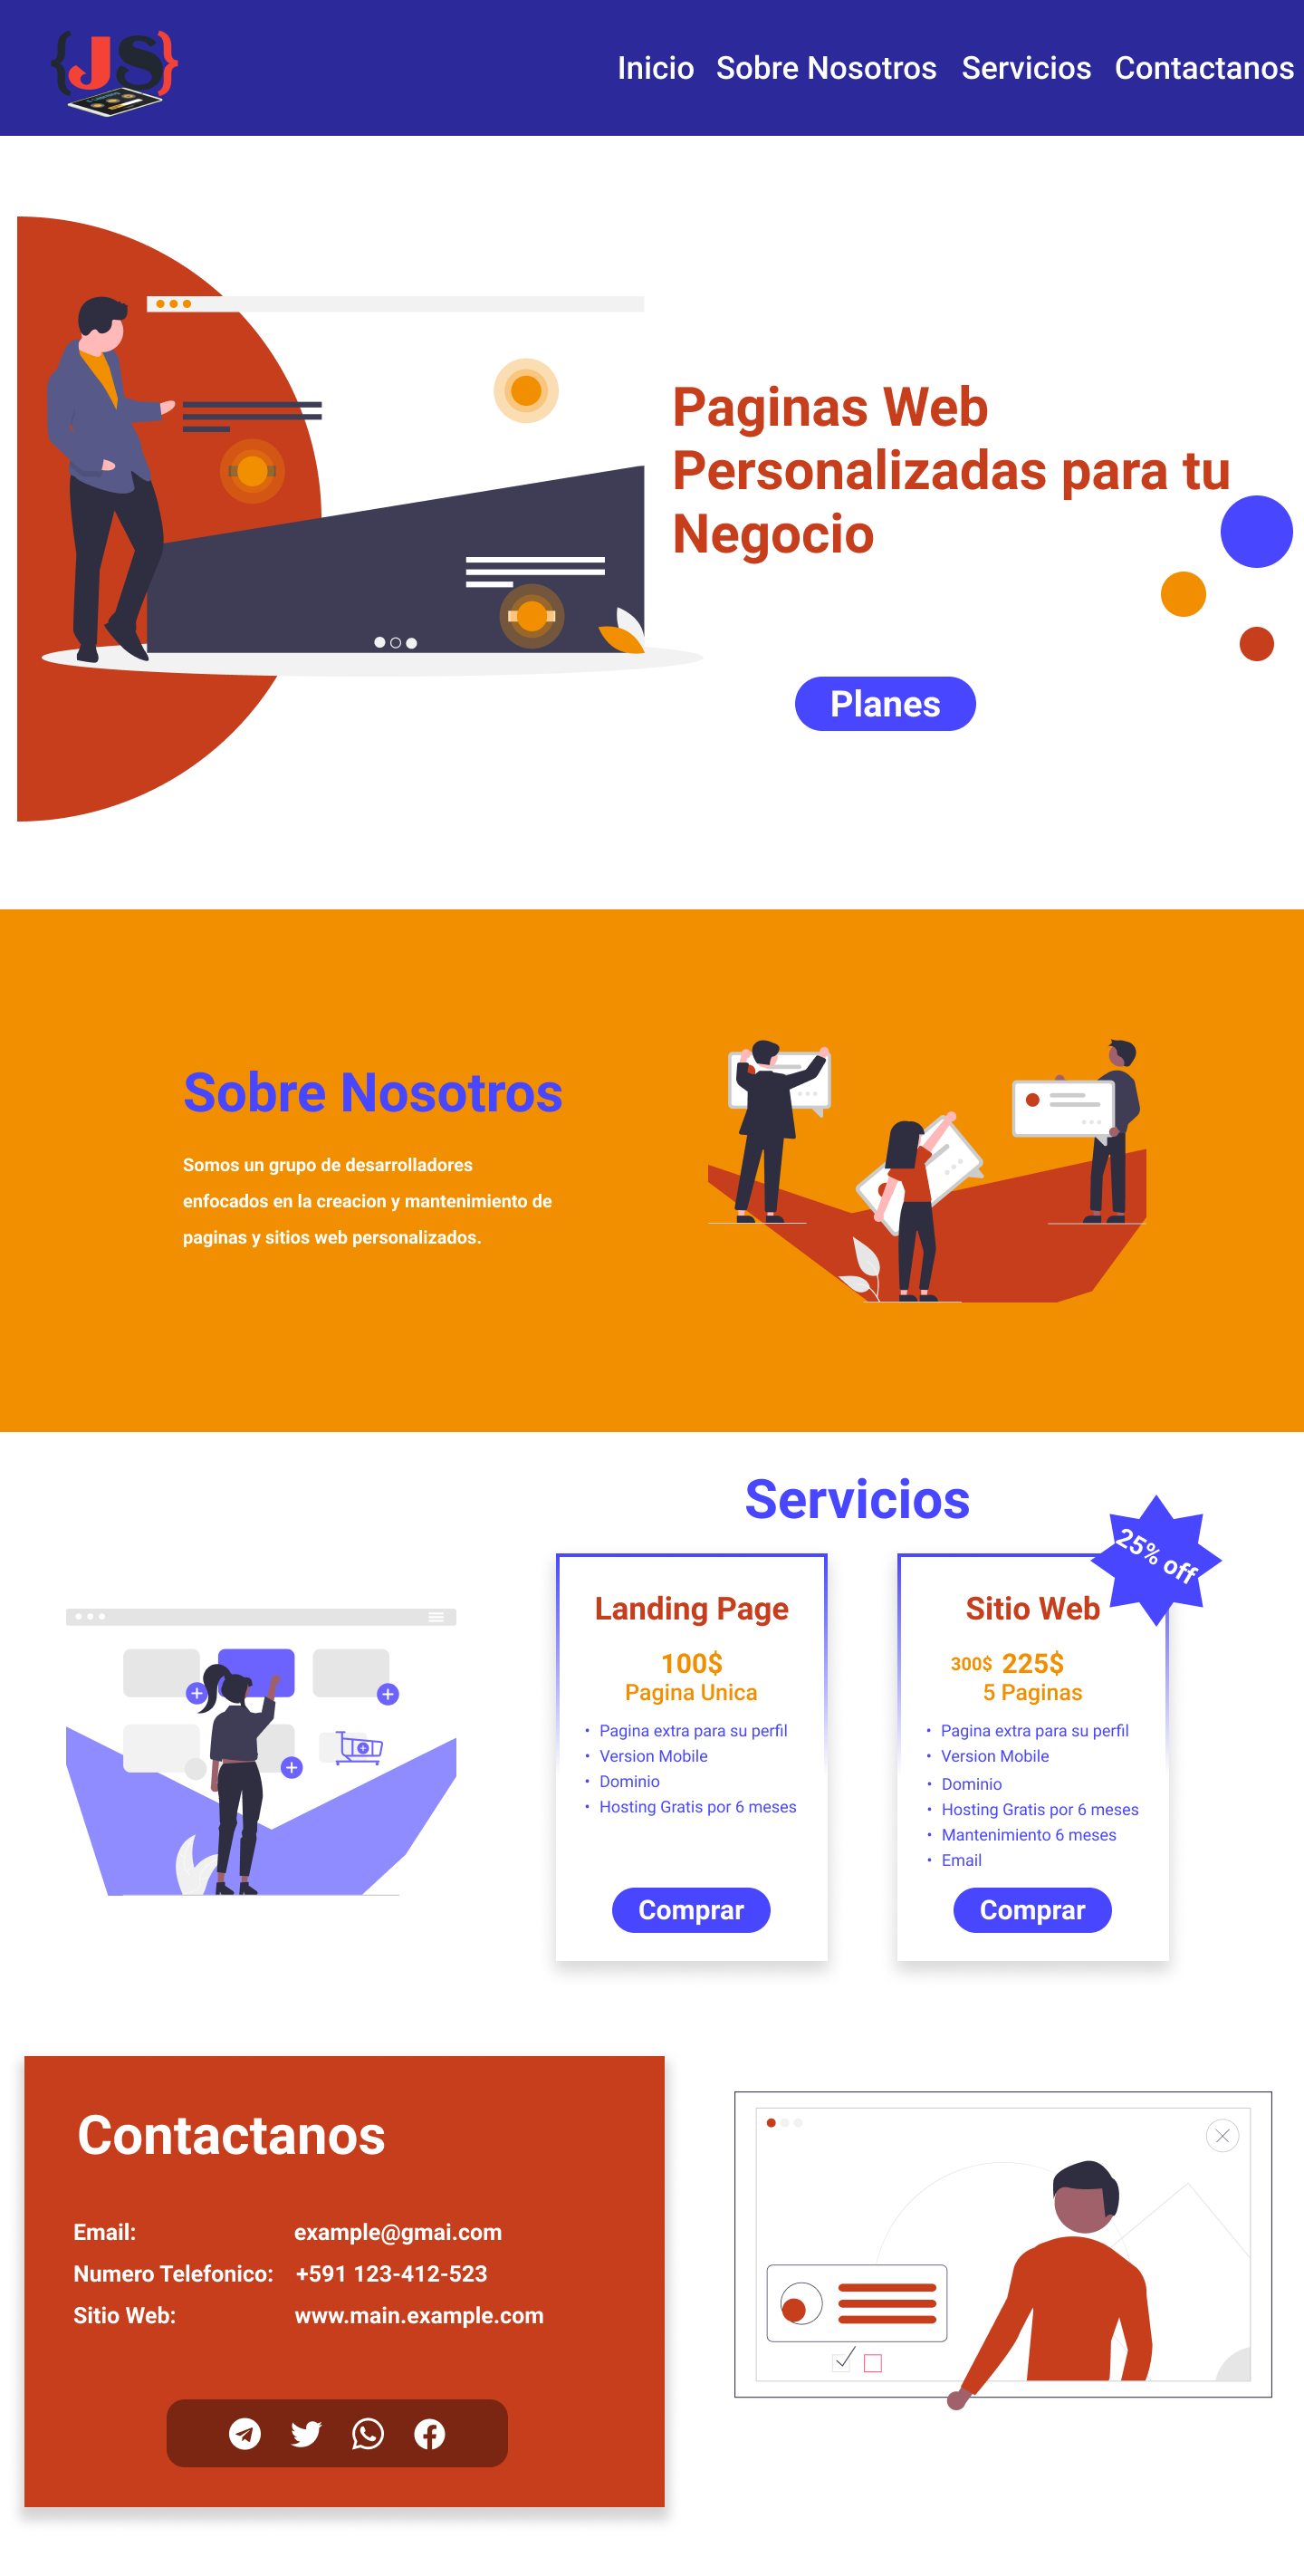 {JS}
Inicio Sobre Nosotros Servicios Contactanos
Paginas Web
Personalizadas para tu
Negocio
Planes
Sobre Nosotros
Somos un grupo de desarrolladores
enfocados en la creacion y mantenimiento de
paginas y sitios web personalizados.
Servicios
25% off
Landing Page
100$
Pagina Unica
• Pagina extra para su perfil
• Version Mobile
• Dominio
• Hosting Gratis por 6 meses
Comprar
Sitio Web
300$ 225$
5 Paginas
• Pagina extra para su perfil
• Version Mobile
• Dominio
• Hosting Gratis por 6 meses
• Mantenimiento 6 meses
• Email
Comprar
Contactanos
Email: example@gmai.com
Numero Telefonico: +591 123-412-523
Sitio Web: www.main.example.com